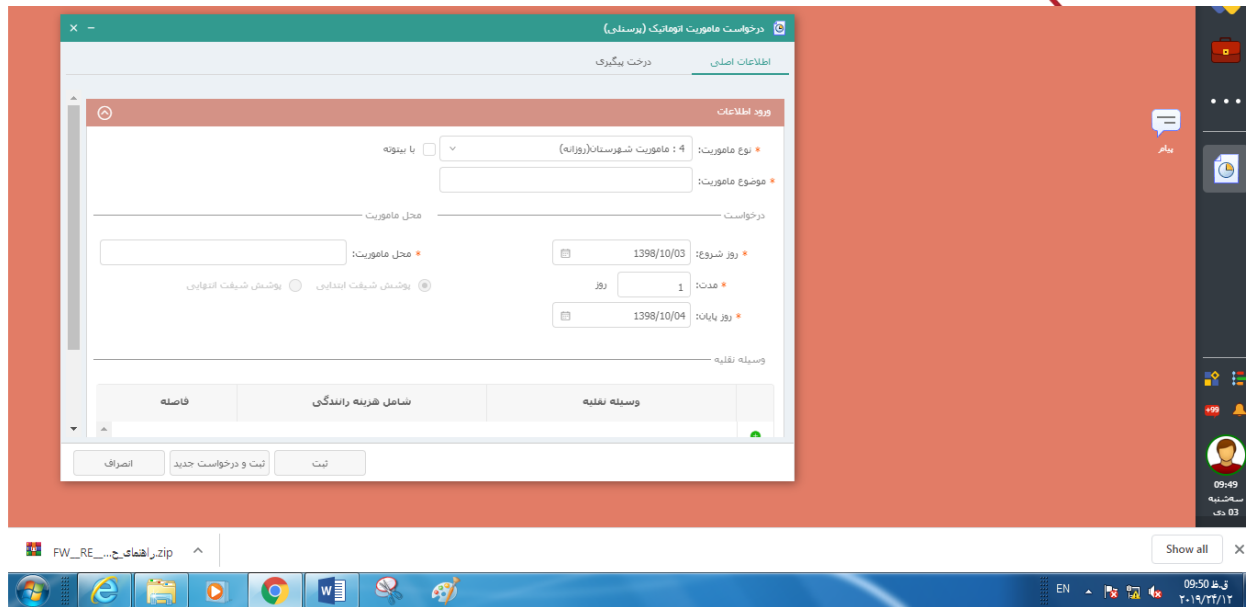 درخواست ماموریت اتوماتیک (پرسنلی)
اطلاعات اصلی
درخت پیگیری
ورود اطلاعات
* نوع ماموریت: 4 : ماموریت شهرستان(روزانه)
با بیتوته
* موضوع ماموریت:
درخواست
محل ماموریت
* روز شروع: 1398/10/03
* محل ماموریت:
* مدت: 1 روز
پوشش شیفت ابتدایی
پوشش شیفت انتهایی
* روز پایان: 1398/10/04
وسیله نقلیه
وسیله نقلیه
شامل هزینه رانندگی
فاصله
ثبت
ثبت و درخواست جدید
انصراف
پیام
+99
09:49
سه‌شنبه
03 دی
FW__RE__...راهنمای_ح.zip
Show all
EN
09:50 ق.ظ
۲۰۱۹/۲۴/۱۲